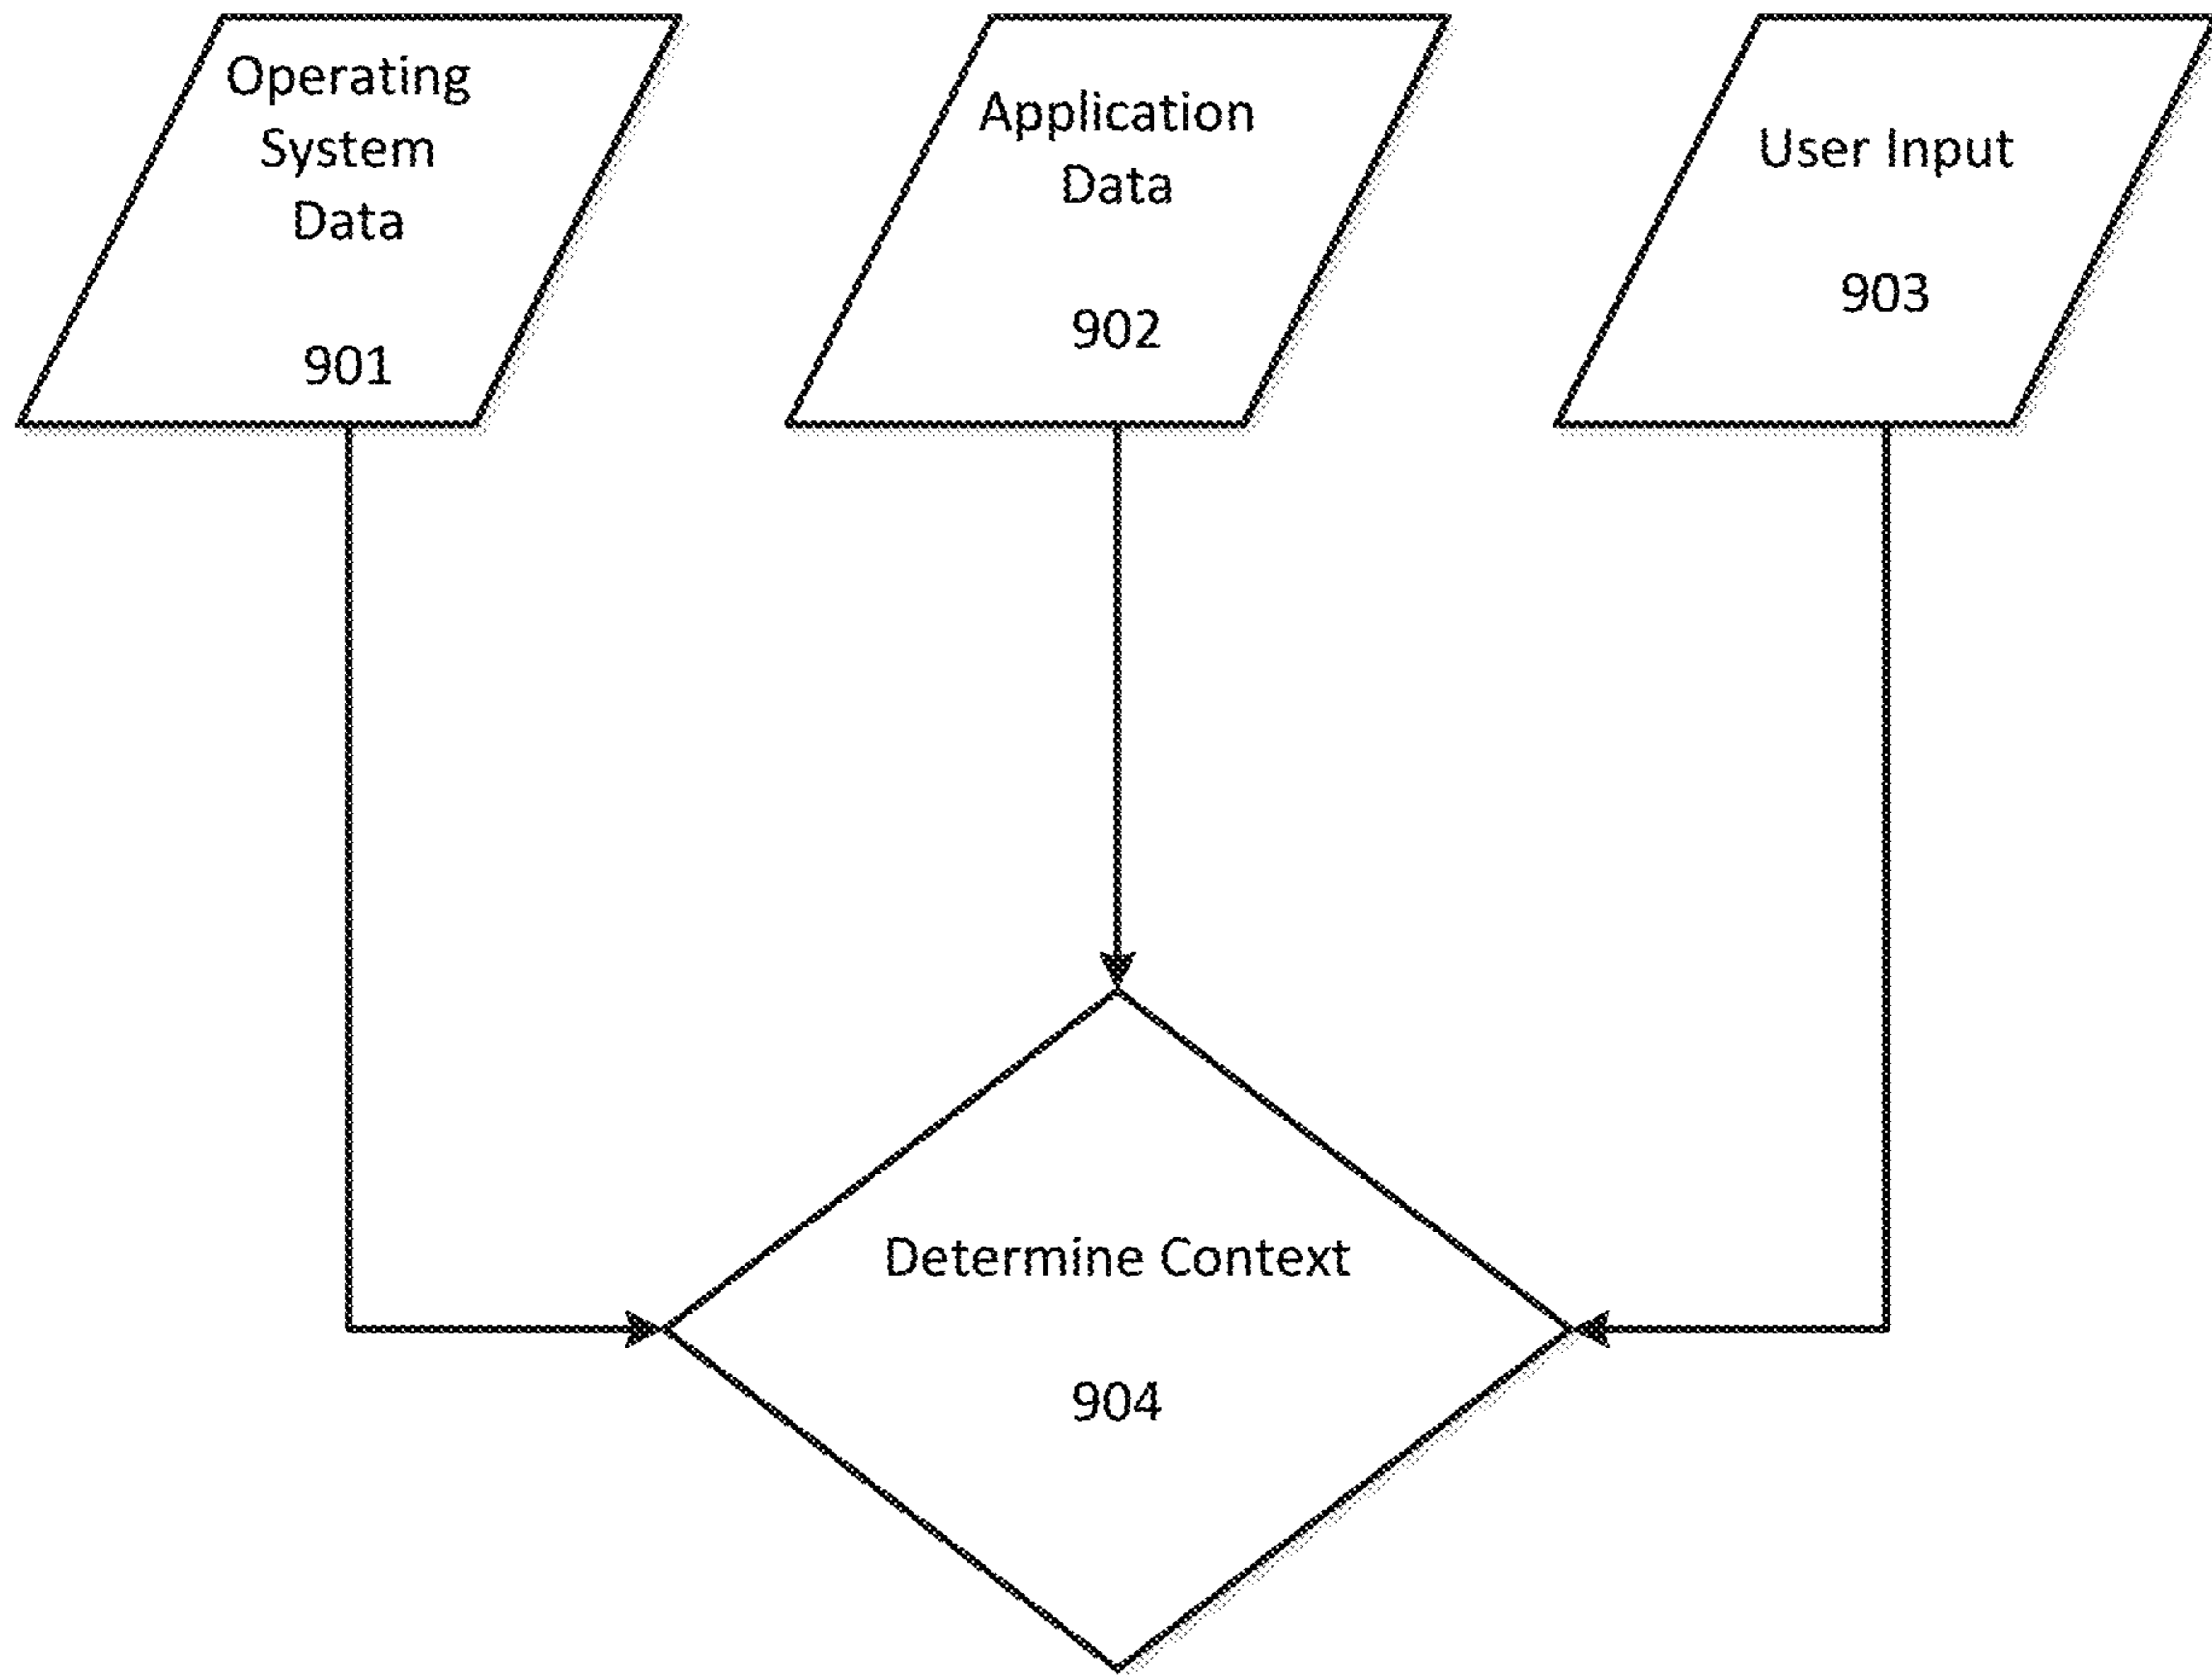 Operating
System
Data
901
Application
Data
902
User Input
903
Determine Context
904